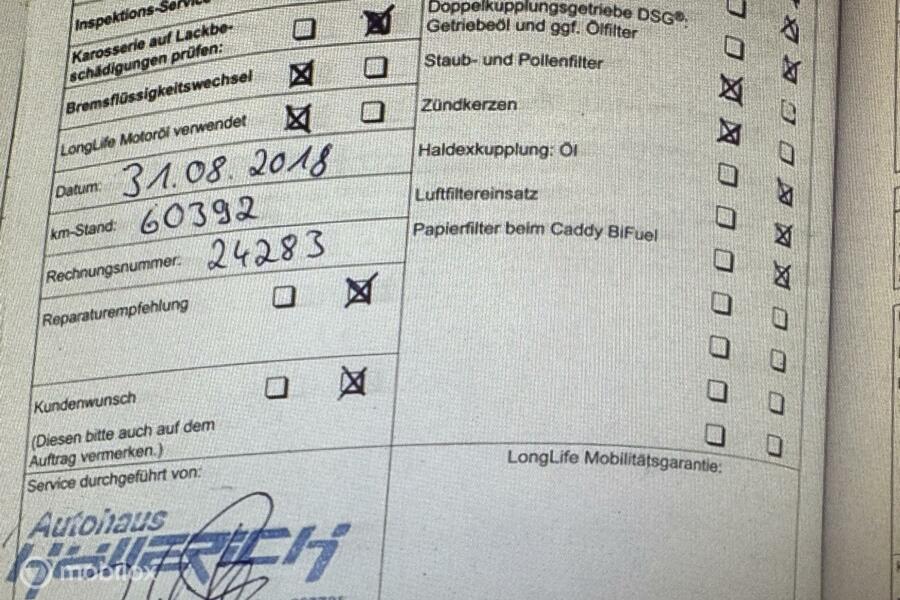 Inspektions-Service
Karosserie auf Lackbe-
schädigungen prüfen:
Bremsflüssigkeitswechsel
LongLife Motoröl verwendet
Datum: 31.08.2018
km-Stand: 60392
Rechnungsnummer: 24283
Reparaturempfehlung
Kundenwunsch
(Diesen bitte auch auf dem
Auftrag vermerken.)
Service durchgeführt von:
Autohaus
mobilox
Doppelkupplungsgetriebe DSG®:
Getriebeöl und ggf. Ölfilter
Staub- und Pollenfilter
Zündkerzen
Haldexkupplung: Öl
Luftfiltereinsatz
Papierfilter beim Caddy BiFuel
LongLife Mobilitätsgarantie: